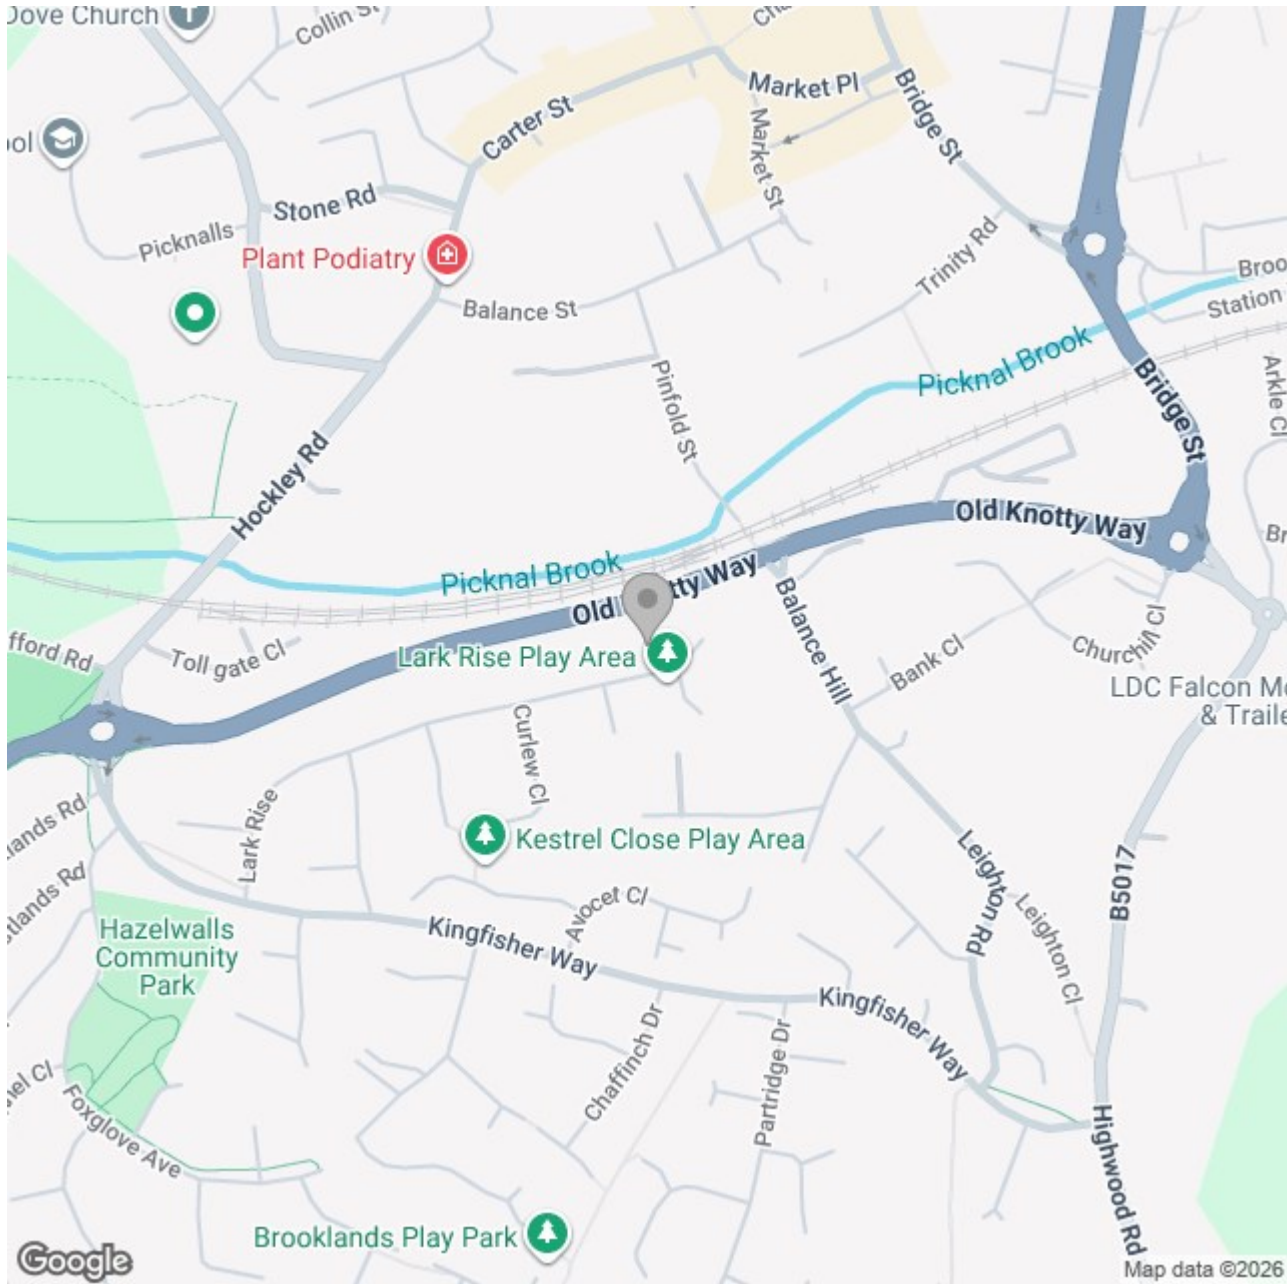 Dove Church
Collin St
Market Pl
Carter St
Bridge St
Market St
Stone Rd
Picknalls
Plant Podiatry
Trinity Rd
Balance St
Station
Picknal Brook
Pinfold St
Bridge St
Arkle Cl
Hockley Rd
Old Knotty Way
Picknal Brook
Old Knotty Way
Balance Hill
Toll gate Cl
Lark Rise Play Area
Bank Cl
Churchill Cl
LDC Falcon
& Traile
Curlew Cl
Lark Rise
Kestrel Close Play Area
Leighton Rd
B5017
Avocet Cl
Leighton Cl
Hazelwalls
Community
Park
Kingfisher Way
Kingfisher Way
Chaffinch Dr
Partridge Dr
Foxglove Ave
Highwood Rd
Brooklands Play Park
Google
Map data ©2026